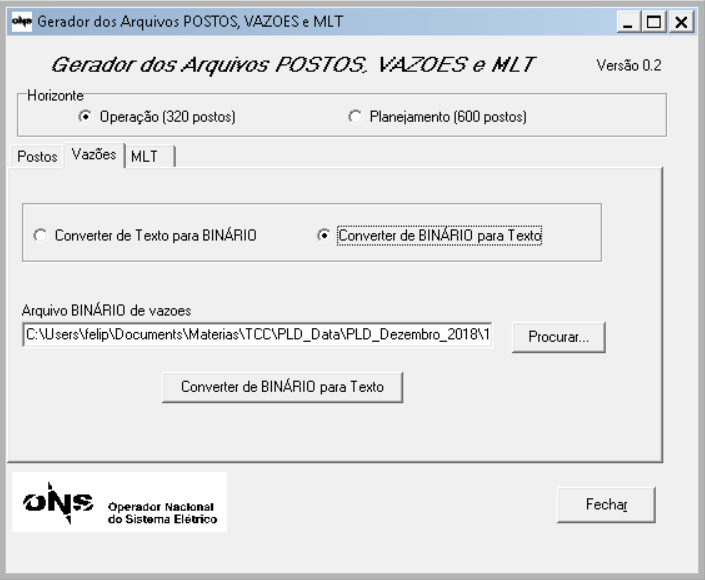 Gerador dos Arquivos POSTOS, VAZOES e MLT
Gerador dos Arquivos POSTOS, VAZOES e MLT Versão 0.2
Horizonte
Operação (320 postos) Planejamento (600 postos)
Postos Vazões MLT
Converter de Texto para BINÁRIO Converter de BINÁRIO para Texto
Arquivo BINÁRIO de vazoes
C:\Users\felip\Documents\Materias\TCC\PLD_Data\PLD_Dezembro_2018\1 Procurar...
Converter de BINÁRIO para Texto
ONS Operador Nacional
do Sistema Elétrico
Fechar